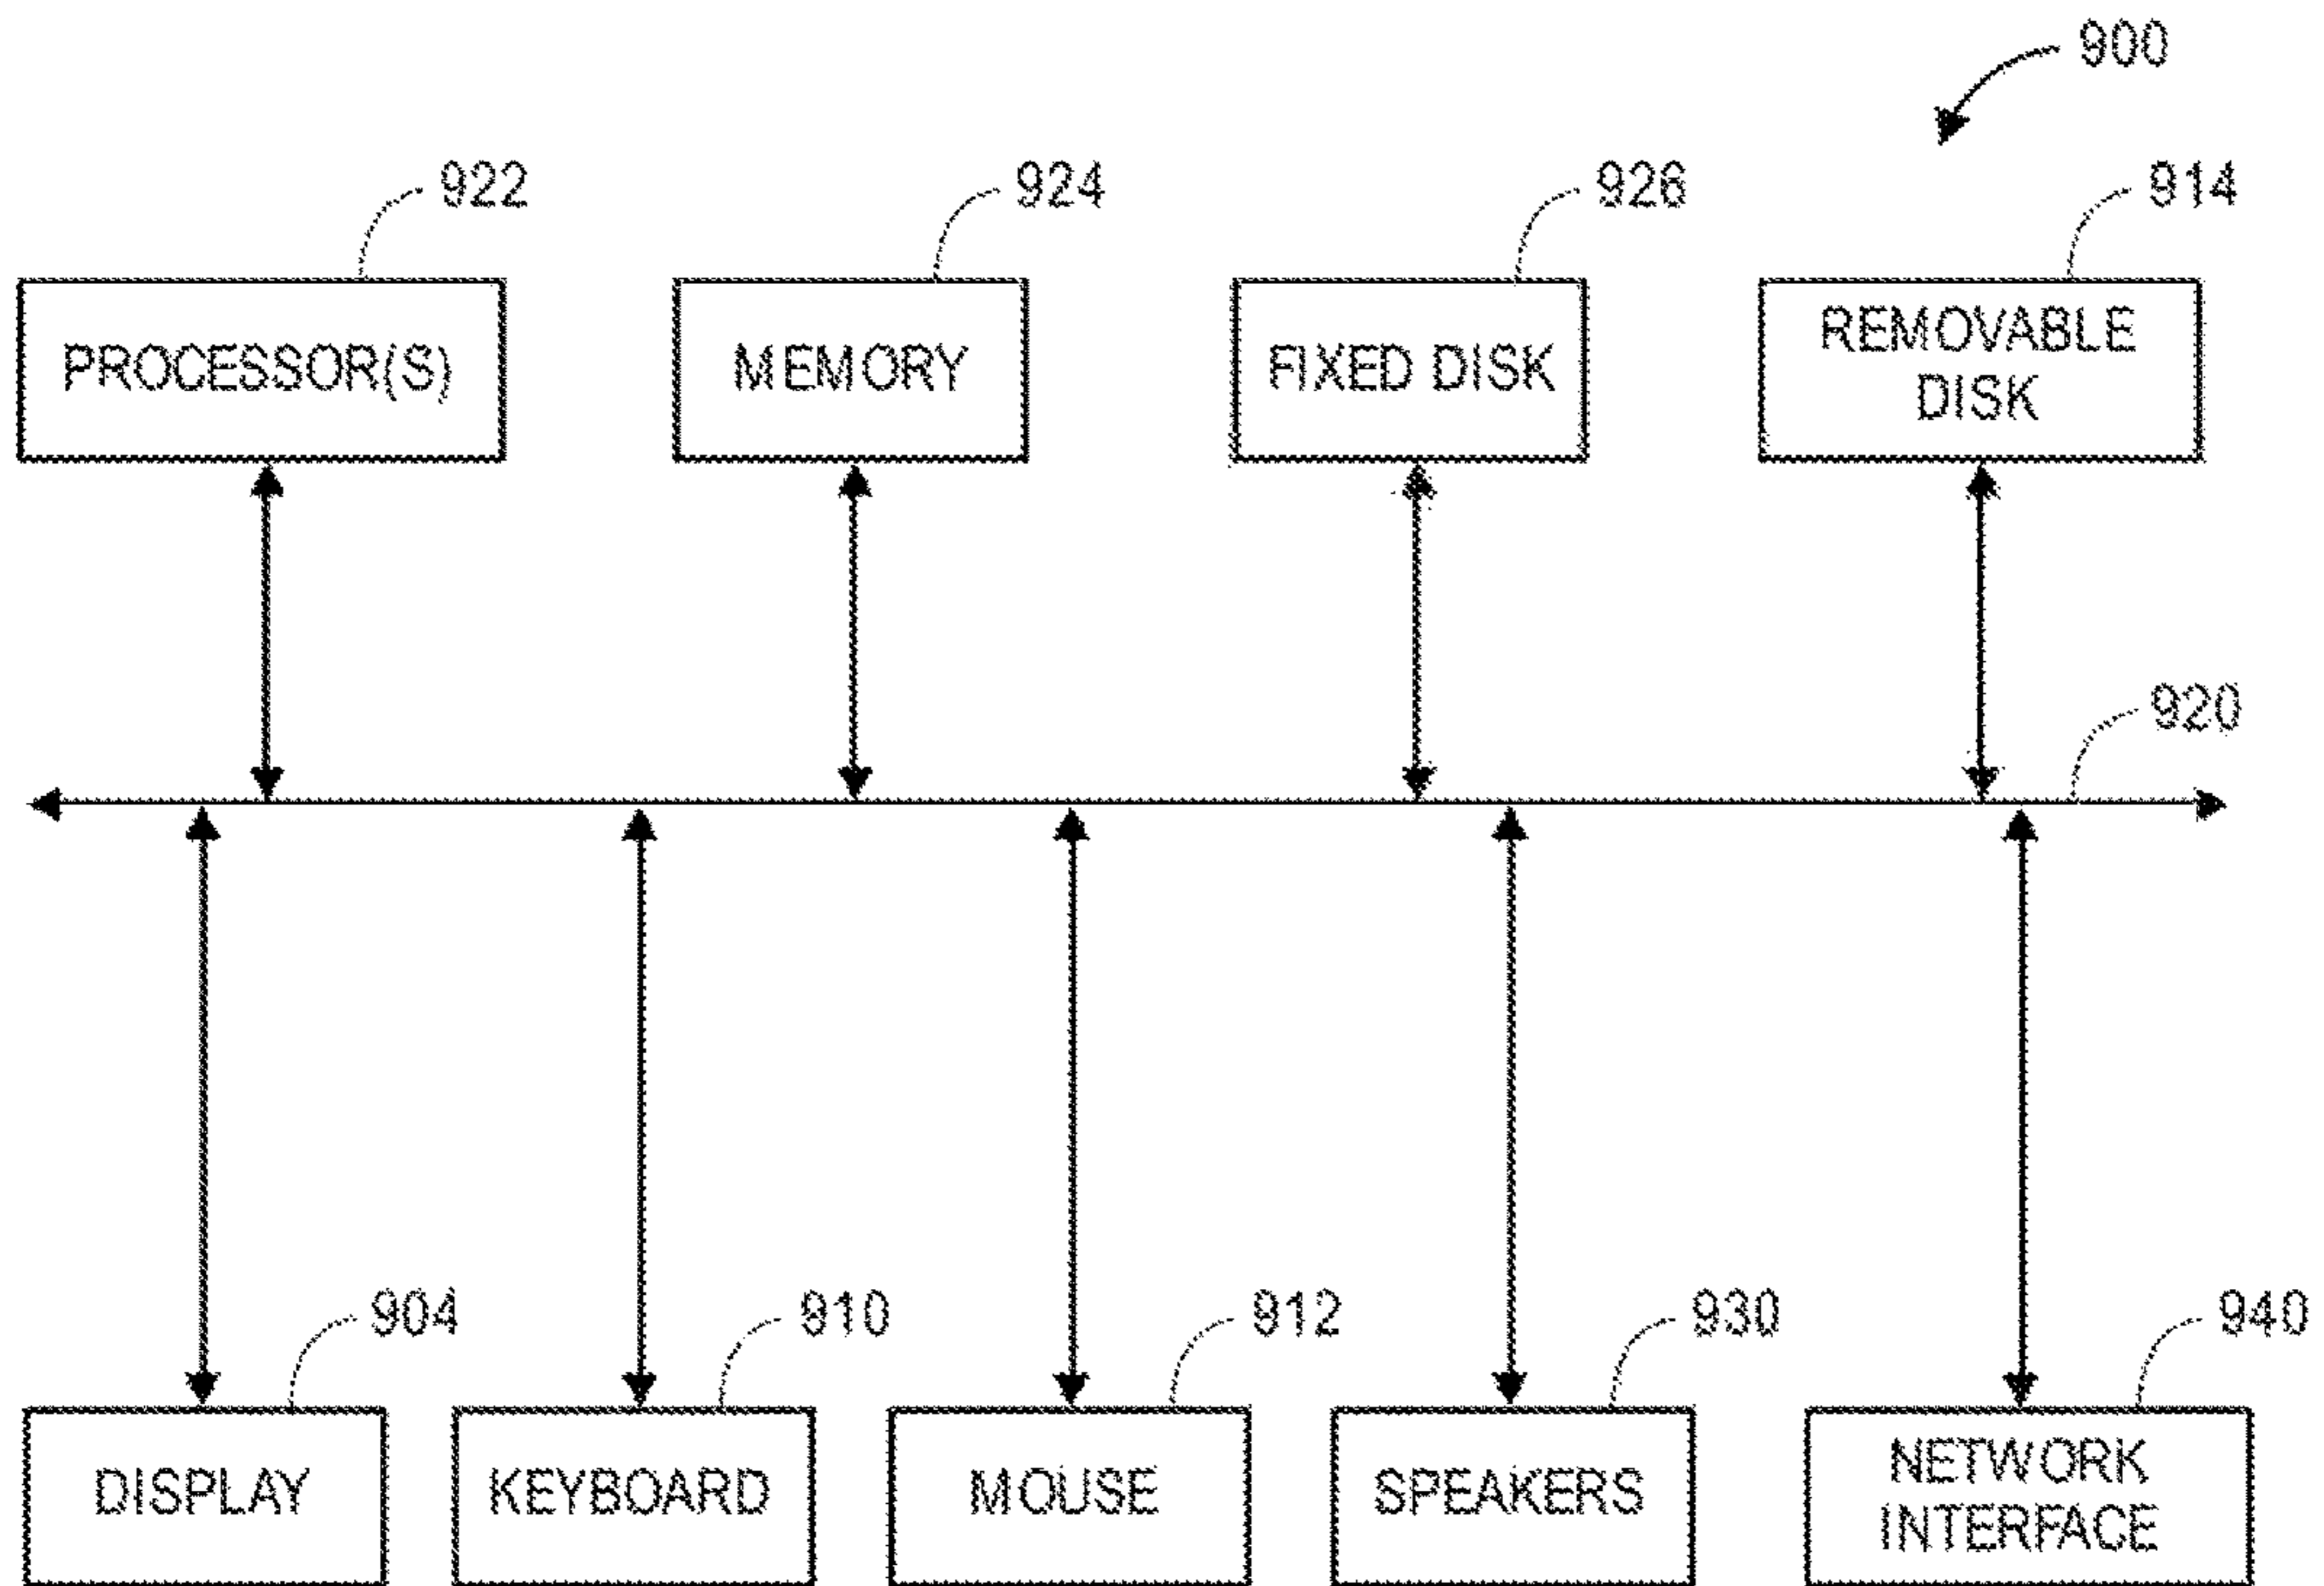 900
922
924
926
914
PROCESSOR(S)
MEMORY
FIXED DISK
REMOVABLE
DISK
920
904
910
912
930
940
DISPLAY
KEYBOARD
MOUSE
SPEAKERS
NETWORK
INTERFACE